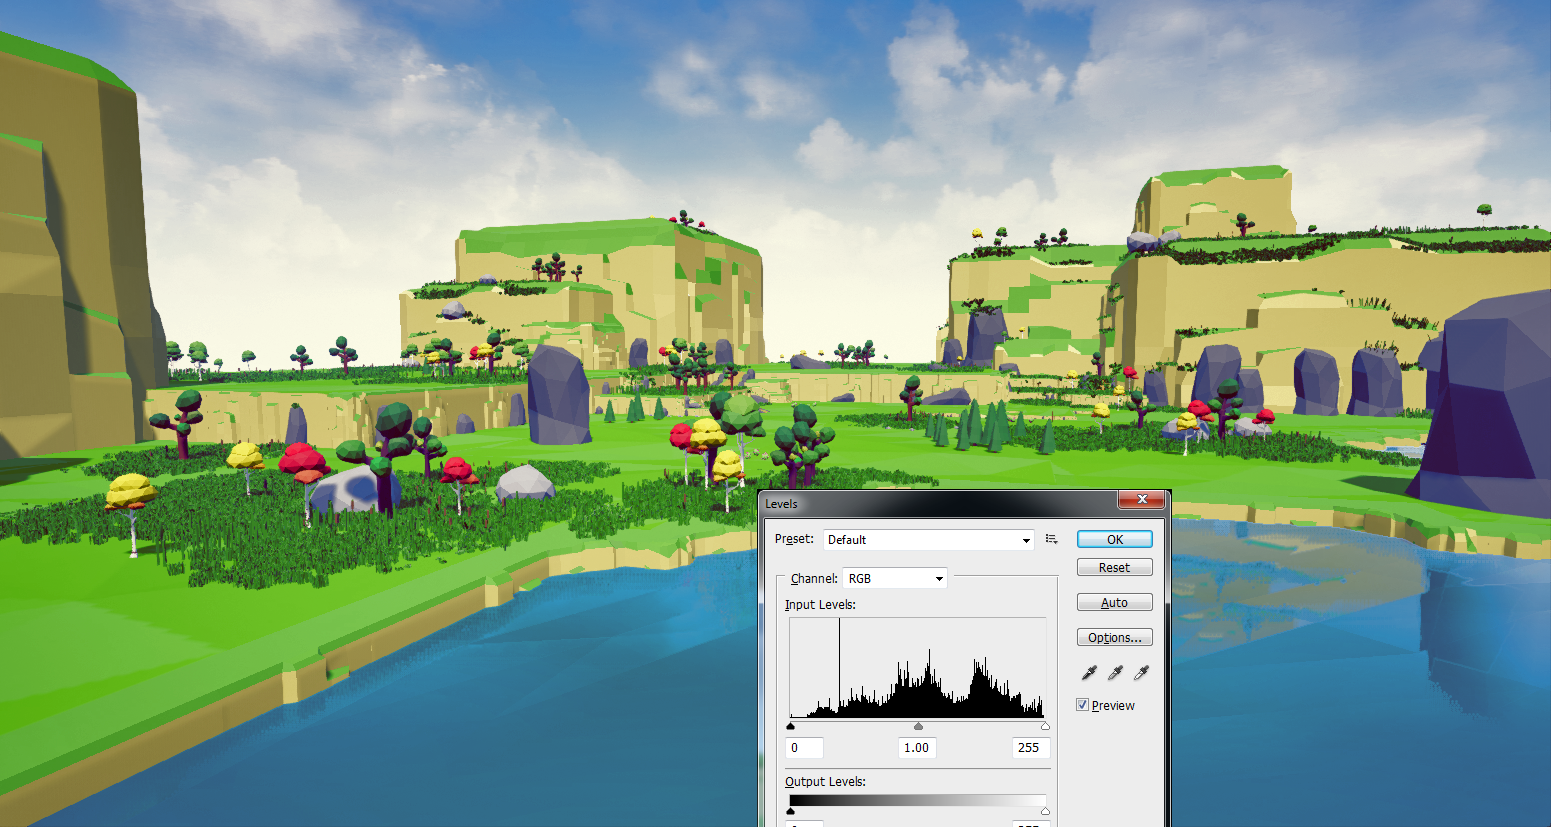 Levels
Preset: Default
OK
Reset
Channel: RGB
Auto
Input Levels:
Options...
Preview
0 1.00 255
Output Levels: